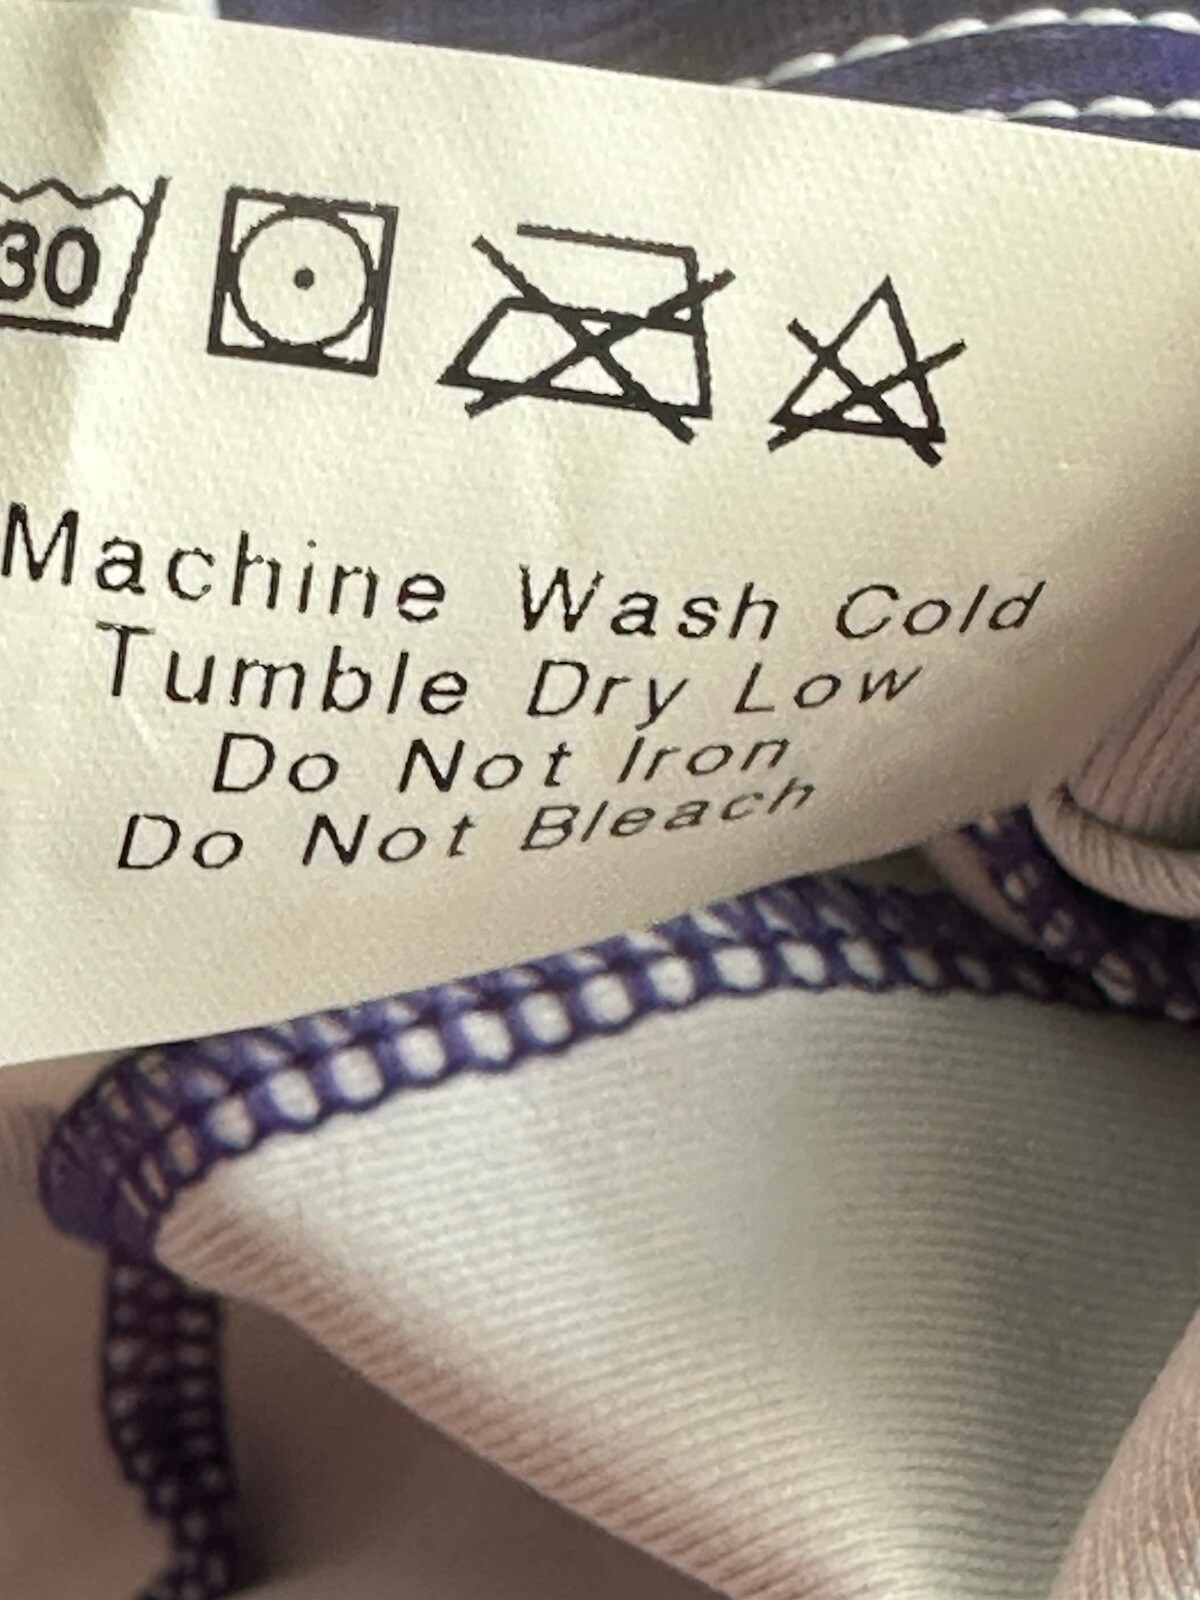 30
Machine Wash Cold
Tumble Dry Low
Do Not Iron
Do Not Bleach